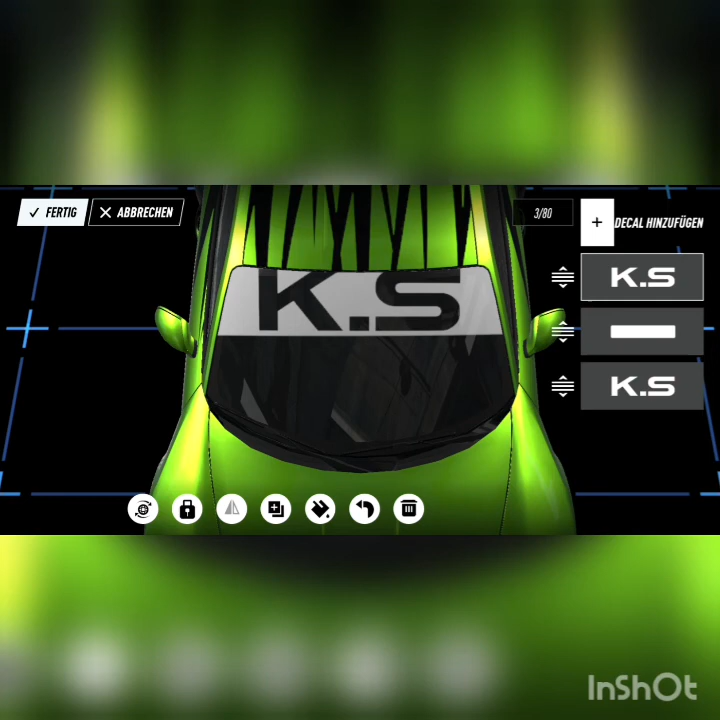 FERTIG
ABBRECHEN
3/80
+ DECAL HINZUFÜGEN
K.S
K.S
K.S
InShOt